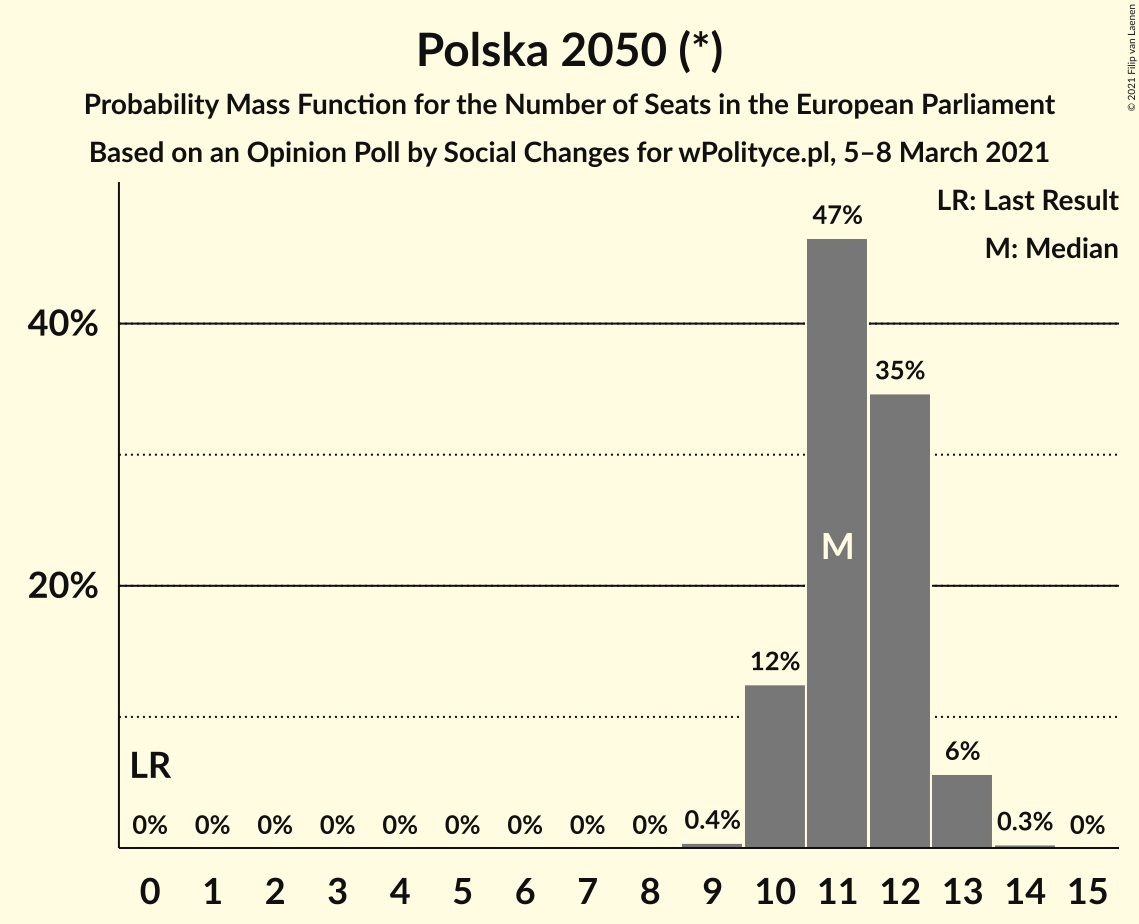 Polska 2050 (*)
Probability Mass Function for the Number of Seats in the European Parliament
Based on an Opinion Poll by Social Changes for wPolityce.pl, 5–8 March 2021
© 2021 Filip van Laenen
LR: Last Result
M: Median
47%
40%
35%
M
20%
12%
6%
LR
0% 0% 0% 0% 0% 0% 0% 0% 0% 0.4% 0.3% 0%
0 1 2 3 4 5 6 7 8 9 10 11 12 13 14 15